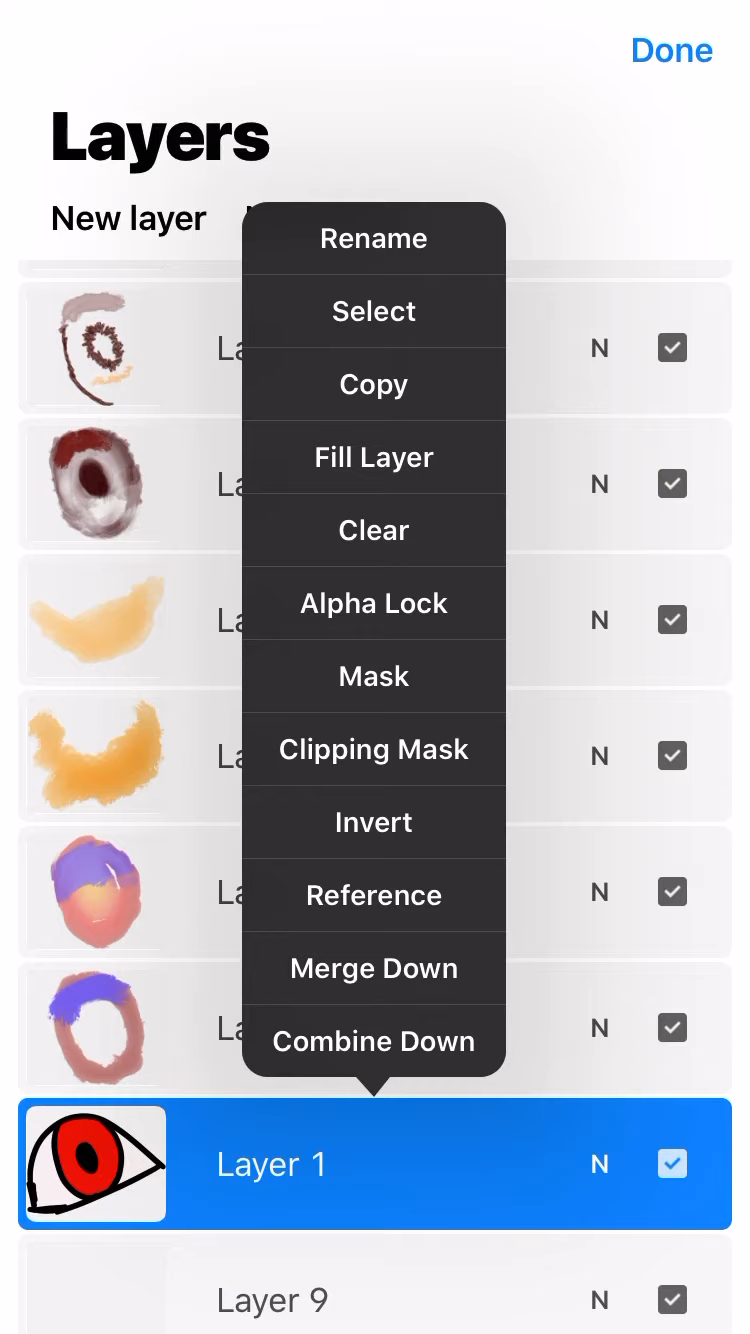 Done
Layers
New layer
Rename
Select
Copy
Fill Layer
Clear
Alpha Lock
Mask
Clipping Mask
Invert
Reference
Merge Down
Combine Down
N
N
N
N
N
N
Layer 1 N
Layer 9 N